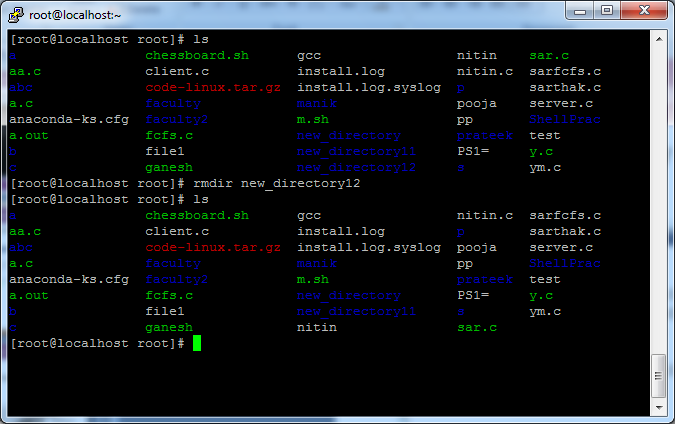 root@localhost:~
[root@localhost root]# ls
a chessboard.sh gcc nitin sar.c
aa.c client.c install.log nitin.c sarfcfs.c
abc code-linux.tar.gz install.log.syslog p sarthak.c
a.c faculty manik pooja server.c
anaconda-ks.cfg faculty2 m.sh pp ShellPrac
a.out fcfs.c new_directory prateek test
b file1 new_directory11 PS1= y.c
c ganesh new_directory12 s ym.c
[root@localhost root]# rmdir new_directory12
[root@localhost root]# ls
a chessboard.sh gcc nitin.c sarfcfs.c
aa.c client.c install.log p sarthak.c
abc code-linux.tar.gz install.log.syslog pooja server.c
a.c faculty manik pp ShellPrac
anaconda-ks.cfg faculty2 m.sh prateek test
a.out fcfs.c new_directory PS1= y.c
b file1 new_directory11 s ym.c
c ganesh nitin sar.c
[root@localhost root]#